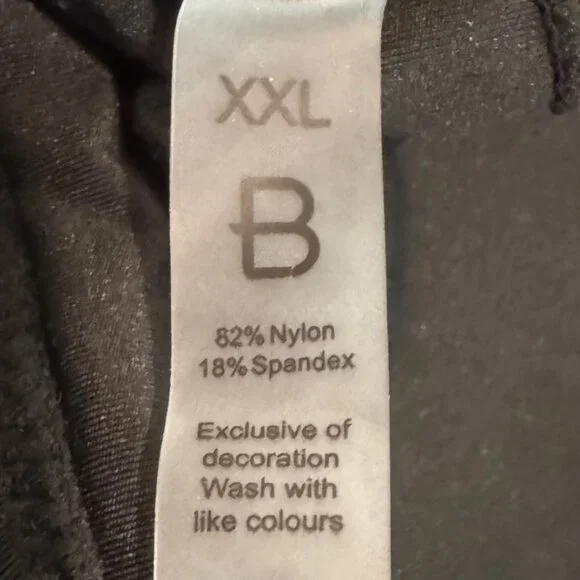 XXL
B
82% Nylon
18% Spandex
Exclusive of
decoration
Wash with
like colours